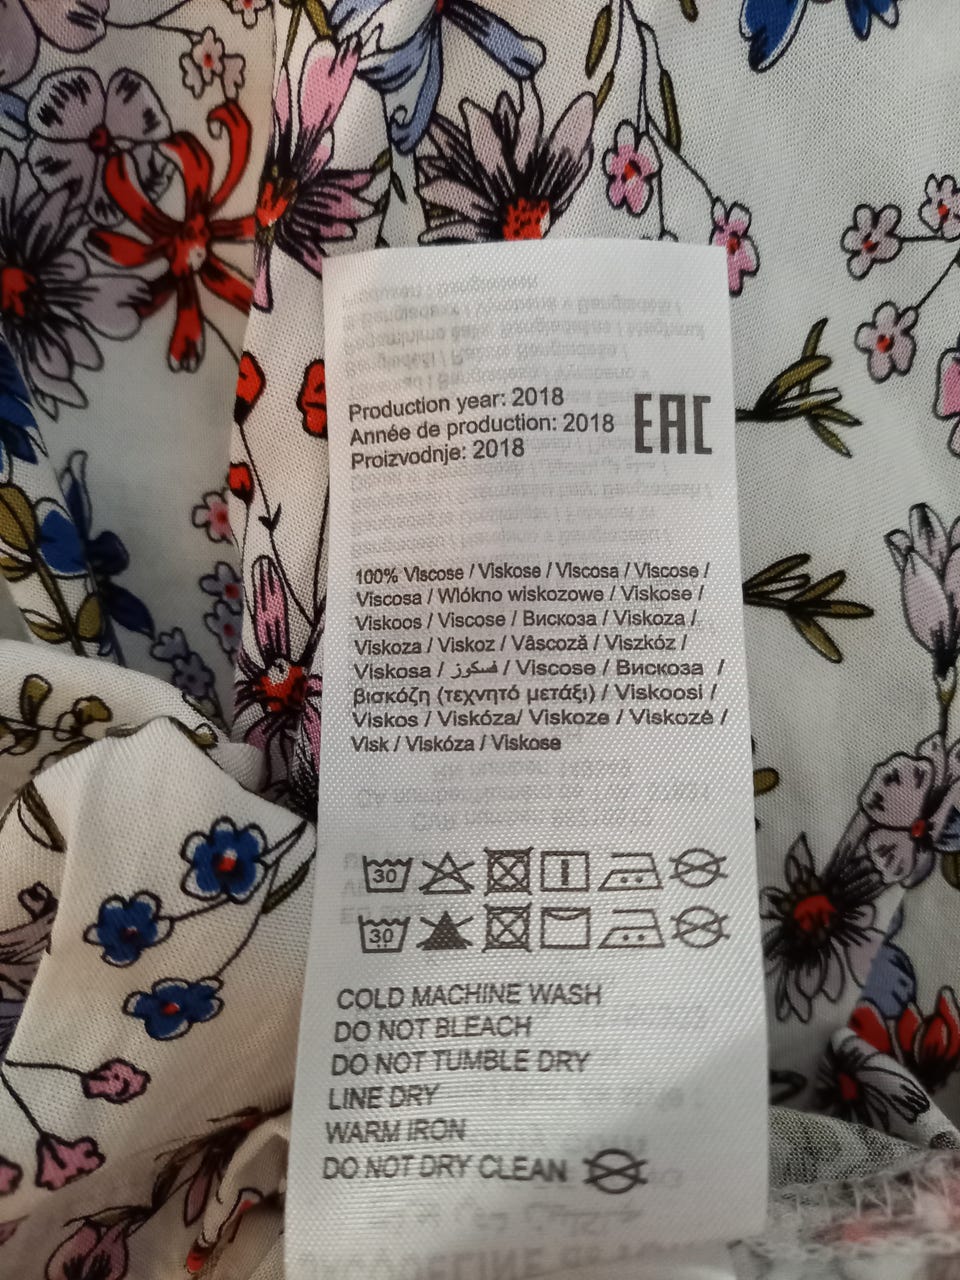 Production year: 2018
Année de production: 2018
Proizvodnje: 2018
EAC
100% Viscose / Viskose / Viscosa / Viscose /
Viscosa / Wlókno wiskozowe / Viskose /
Viskoos / Viscose / Вискоза / Viskoza /
Viskoza / Viskoz / Vâscoză / Viszkóz /
Viskosa / فسكوز / Viscose / Вискоза /
βισκόζη (τεχνητό μετάξι) / Viskoosi /
Viskos / Viskóza/ Viskoze / Viskozė /
Visk / Viskóza / Viskose
30
30
COLD MACHINE WASH
DO NOT BLEACH
DO NOT TUMBLE DRY
LINE DRY
WARM IRON
DO NOT DRY CLEAN